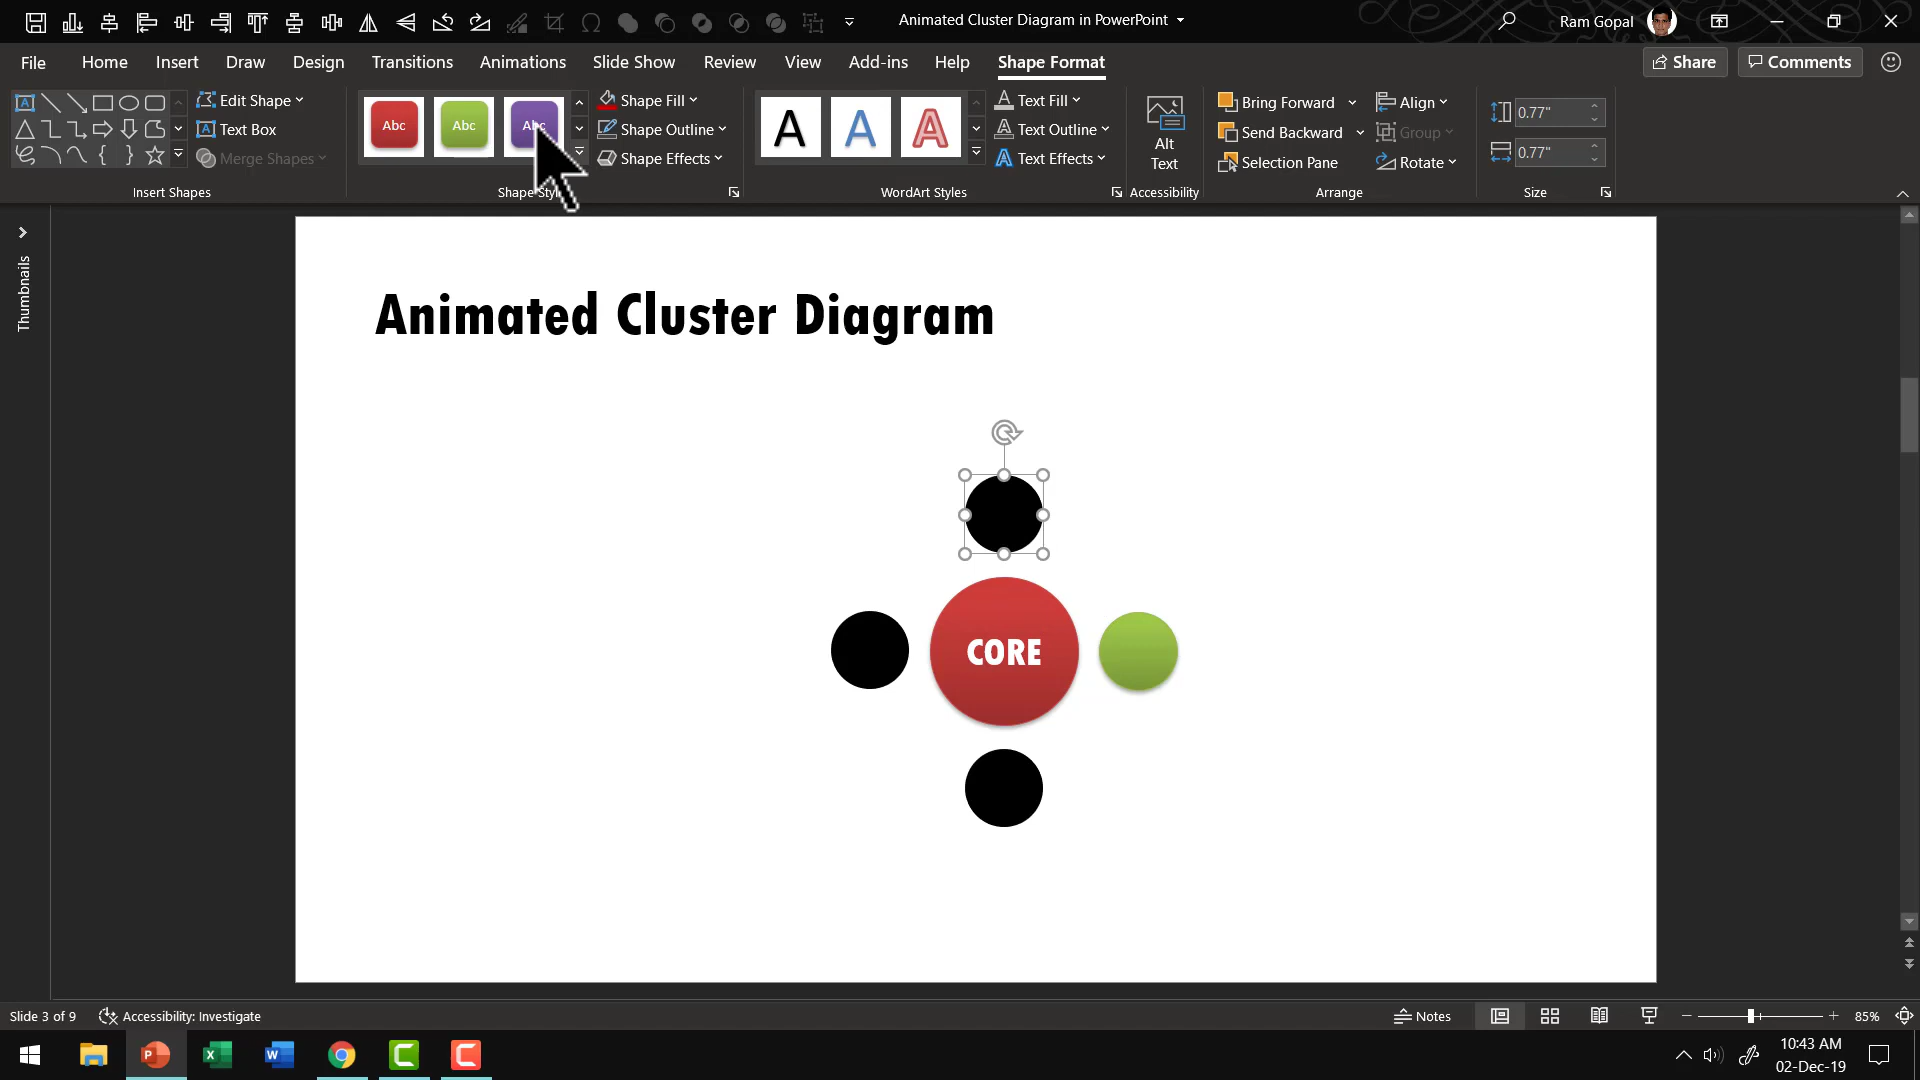 Animated Cluster Diagram in PowerPoint
Ram Gopal
File Home Insert Draw Design Transitions Animations Slide Show Review View Add-ins Help Shape Format
Share Comments
Edit Shape
Text Box
Merge Shapes
Insert Shapes
Abc Abc Abc
Shape Fill
Shape Outline
Shape Effects
A A A
Text Fill
Text Outline
Text Effects
WordArt Styles
Alt
Text
Accessibility
Bring Forward
Send Backward
Selection Pane
Align
Group
Rotate
Arrange
0.77"
0.77"
Size
Thumbnails
Animated Cluster Diagram
CORE
Slide 3 of 9
Accessibility: Investigate
Notes
85%
10:43 AM
02-Dec-19